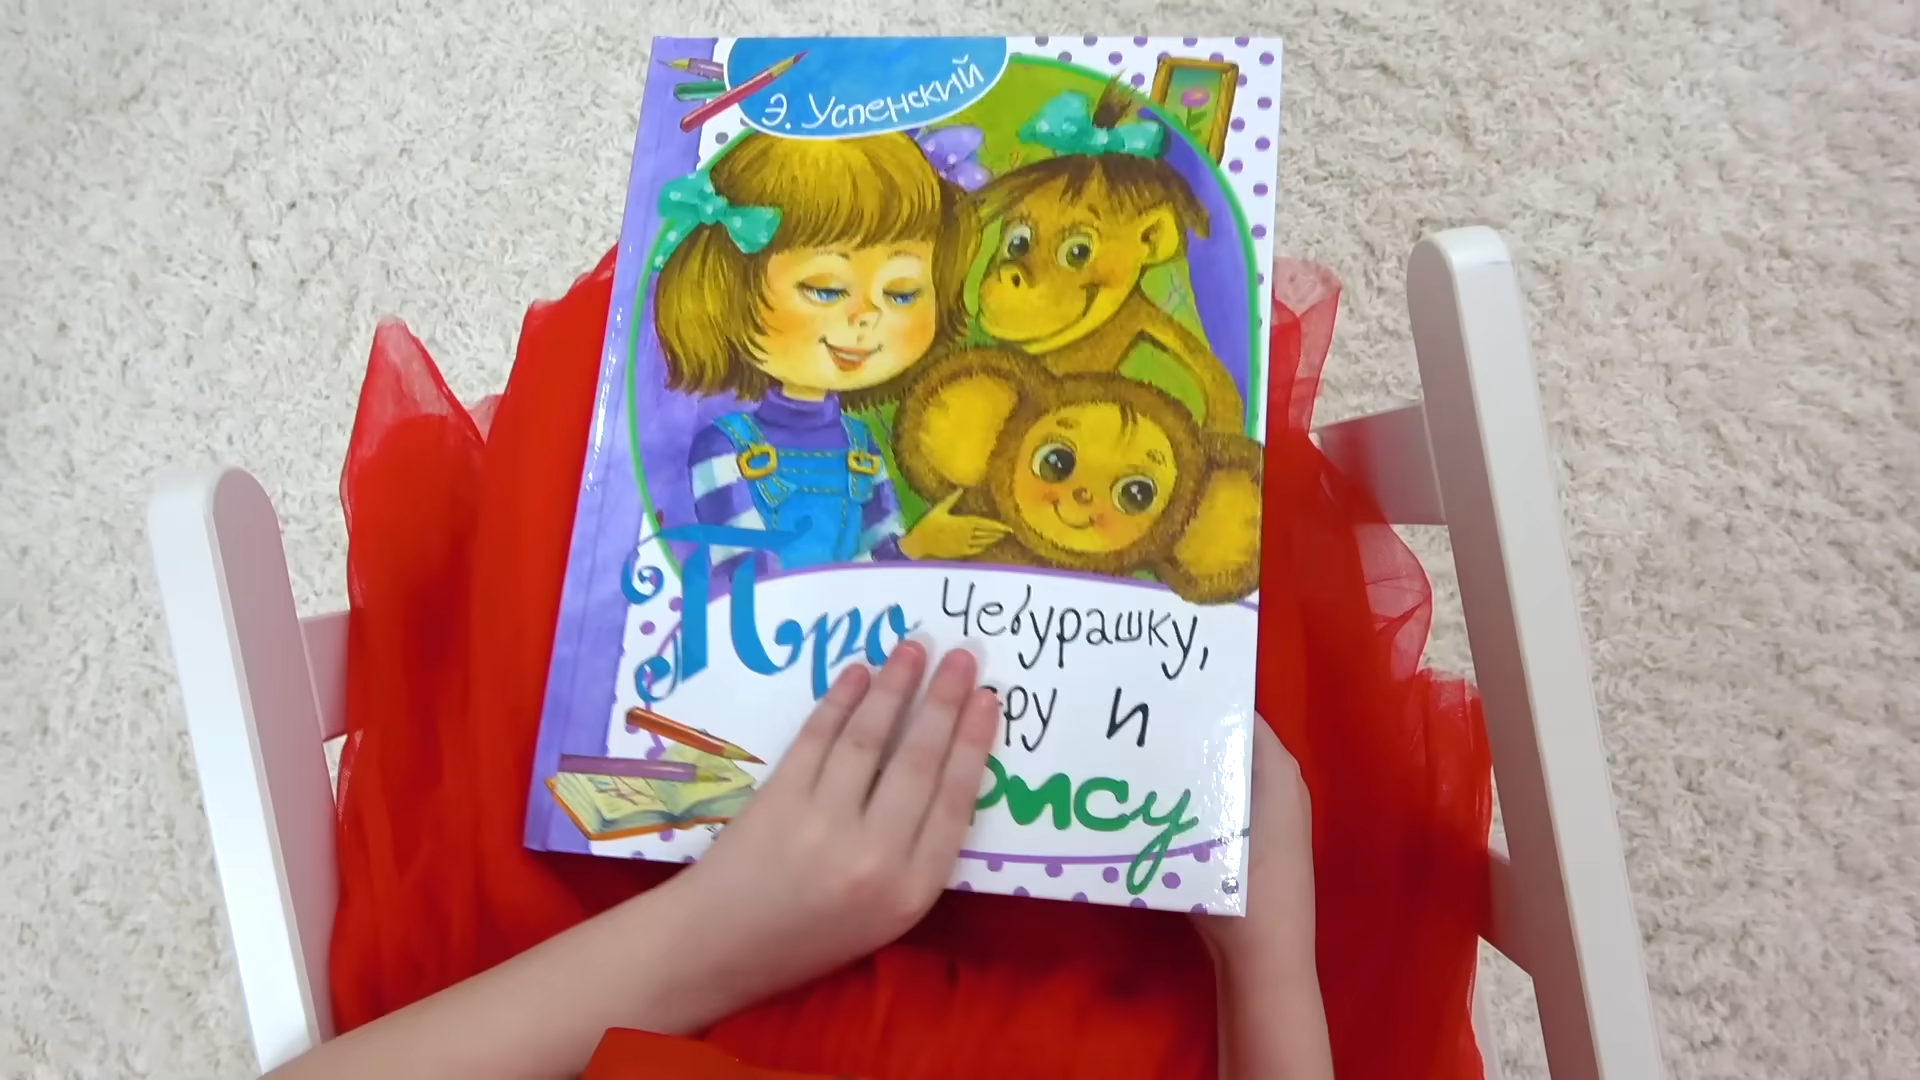 Э. Успенский
Про Чебурашку,
и